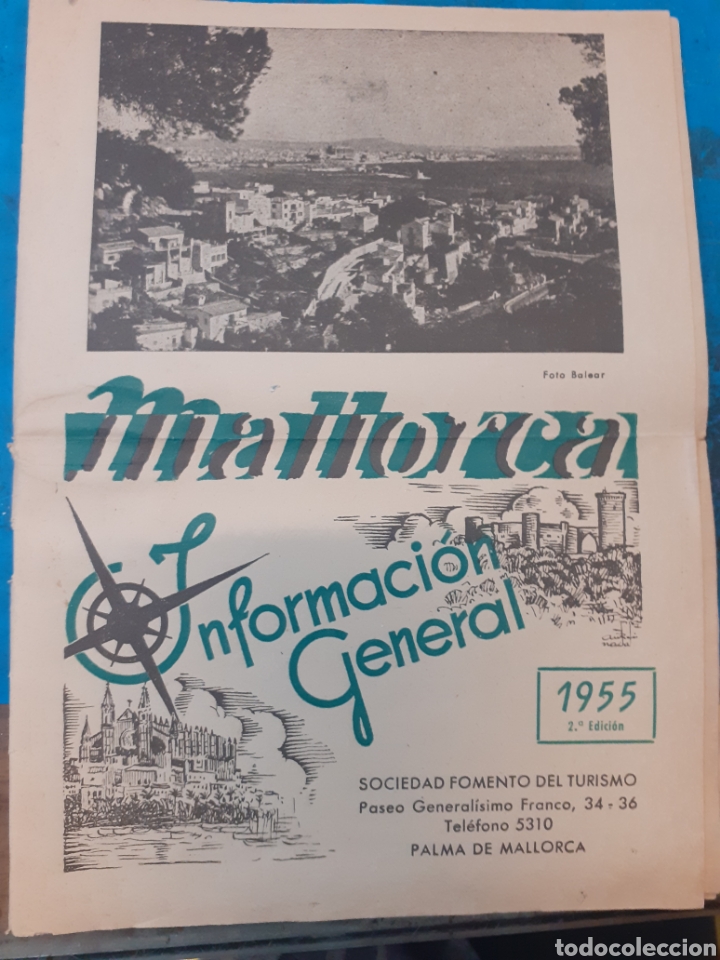 Foto Balear
Mallorca
Información
General
1955
2.ª Edición
SOCIEDAD FOMENTO DEL TURISMO
Paseo Generalísimo Franco, 34 - 36
Teléfono 5310
PALMA DE MALLORCA
todocoleccion